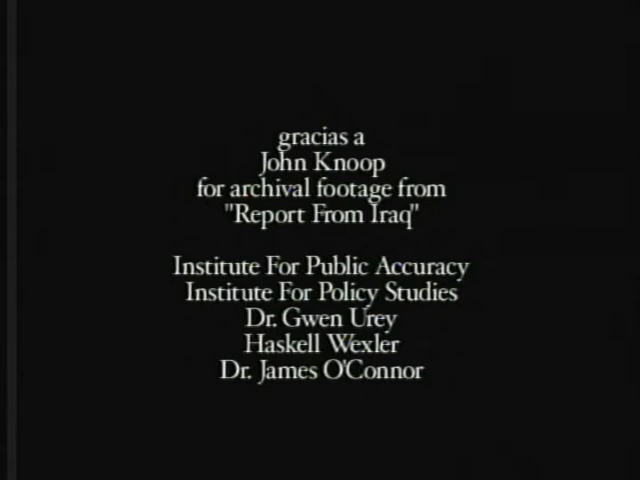 gracias a
John Knoop
for archival footage from
"Report From Iraq"
Institute For Public Accuracy
Institute For Policy Studies
Dr. Gwen Urey
Haskell Wexler
Dr. James O'Connor